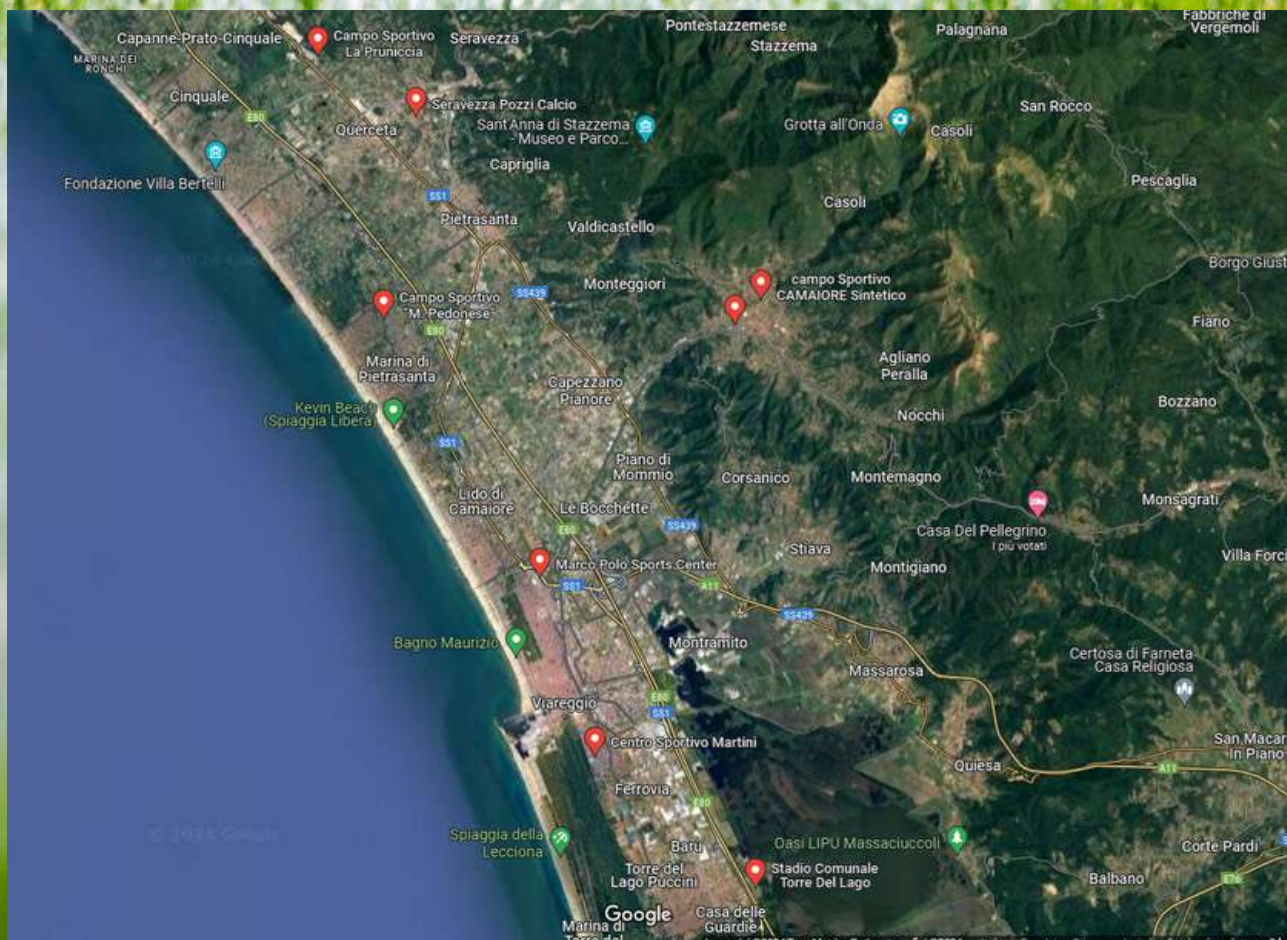 Fabbriche di
Vergemoli
Capanne-Prato-Cinquale
Campo Sportivo
La Pruniccia
Seravezza
Pontestazzemese
Stazzema
Palagnana
MARINA DEI
RONCHI
Cinquale
E80
Seravezza Pozzi Calcio
Querceta
Sant'Anna di Stazzema
- Museo e Parco...
Grotta all'Onda
Casoli
San Rocco
Capriglia
Fondazione Villa Bertelli
SS1
Pescaglia
Casoli
Pietrasanta
Valdicastello
Borgo Giust
Monteggiori
SS439
campo Sportivo
CAMAIORE Sintetico
Campo Sportivo
"M. Pedonese"
E80
Fiano
Marina di
Pietrasanta
Agliano
Peralla
Capezzano
Pianore
Kevin Beach
(Spiaggia Libera)
Nocchi
Bozzano
SS1
Piano di
Mommio
Corsanico
Montemagno
Monsagrati
Lido di
Camaiore
Le Bocchette
E80
SS439
Casa Del Pellegrino
I più votati
Stiava
Villa Forci
Marco Polo Sports Center
Montigiano
SS1
A11
SS439
Bagno Maurizio
Montramito
Massarosa
Certosa di Farneta
Casa Religiosa
Viareggio
E80
SS1
Centro Sportivo Martini
San Macar
In Piano
Quiesa
A11
Ferrovia
E80
© 2024 Google
Spiaggia della
Lecciona
Baru
Oasi LIPU Massaciuccoli
Corte Pardi
Torre del
Lago Puccini
Stadio Comunale
Torre Del Lago
Balbano
E76
Google
Casa delle
Guardie
Marina di
Torre del